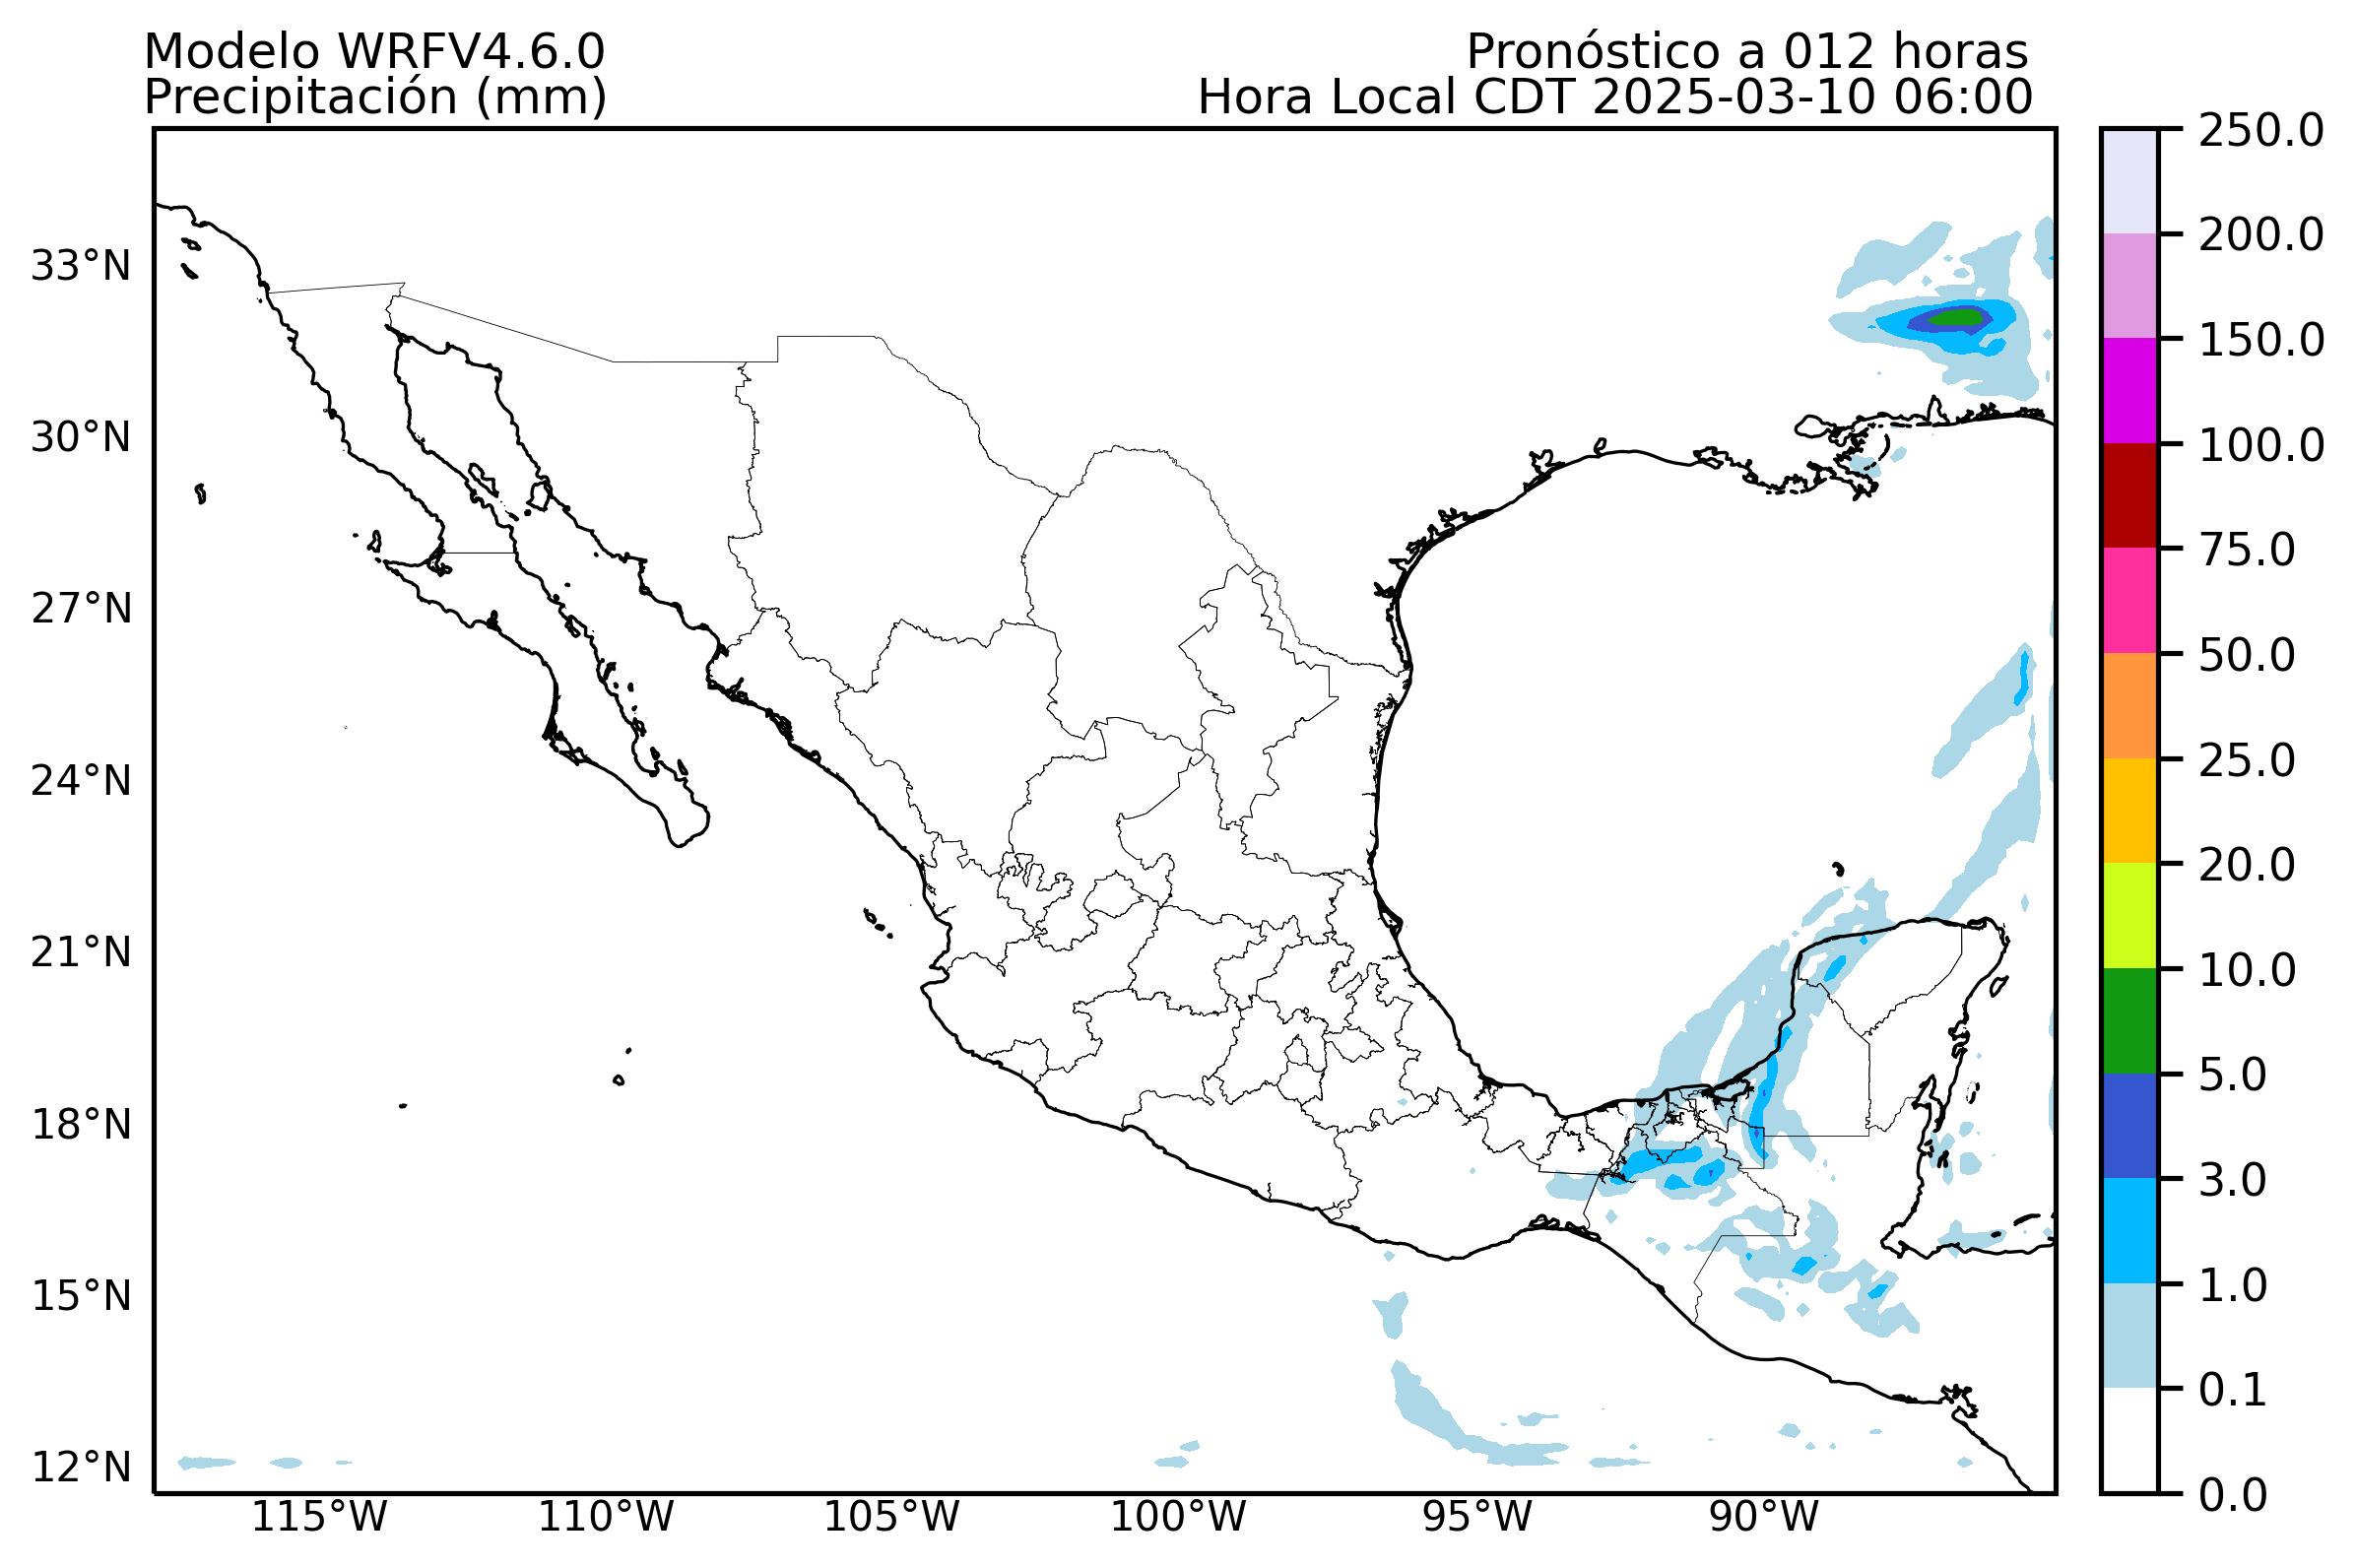 Modelo WRFV4.6.0
Precipitación (mm)
Pronóstico a 012 horas
Hora Local CDT 2025-03-10 06:00
33°N
30°N
27°N
24°N
21°N
18°N
15°N
12°N
115°W
110°W
105°W
100°W
95°W
90°W
250.0
200.0
150.0
100.0
75.0
50.0
25.0
20.0
10.0
5.0
3.0
1.0
0.1
0.0